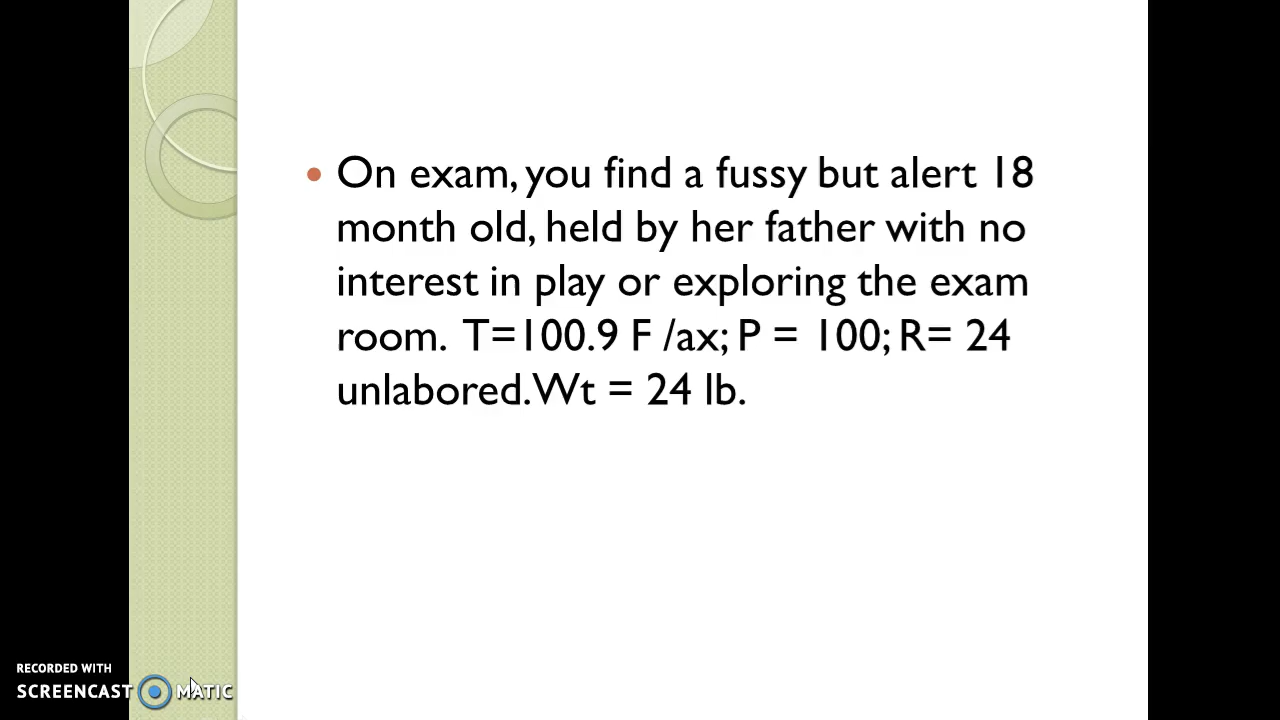 • On exam, you find a fussy but alert 18
month old, held by her father with no
interest in play or exploring the exam
room.  T=100.9 F /ax; P = 100; R= 24
unlabored. Wt = 24 lb.
RECORDED WITH
SCREENCAST MATIC